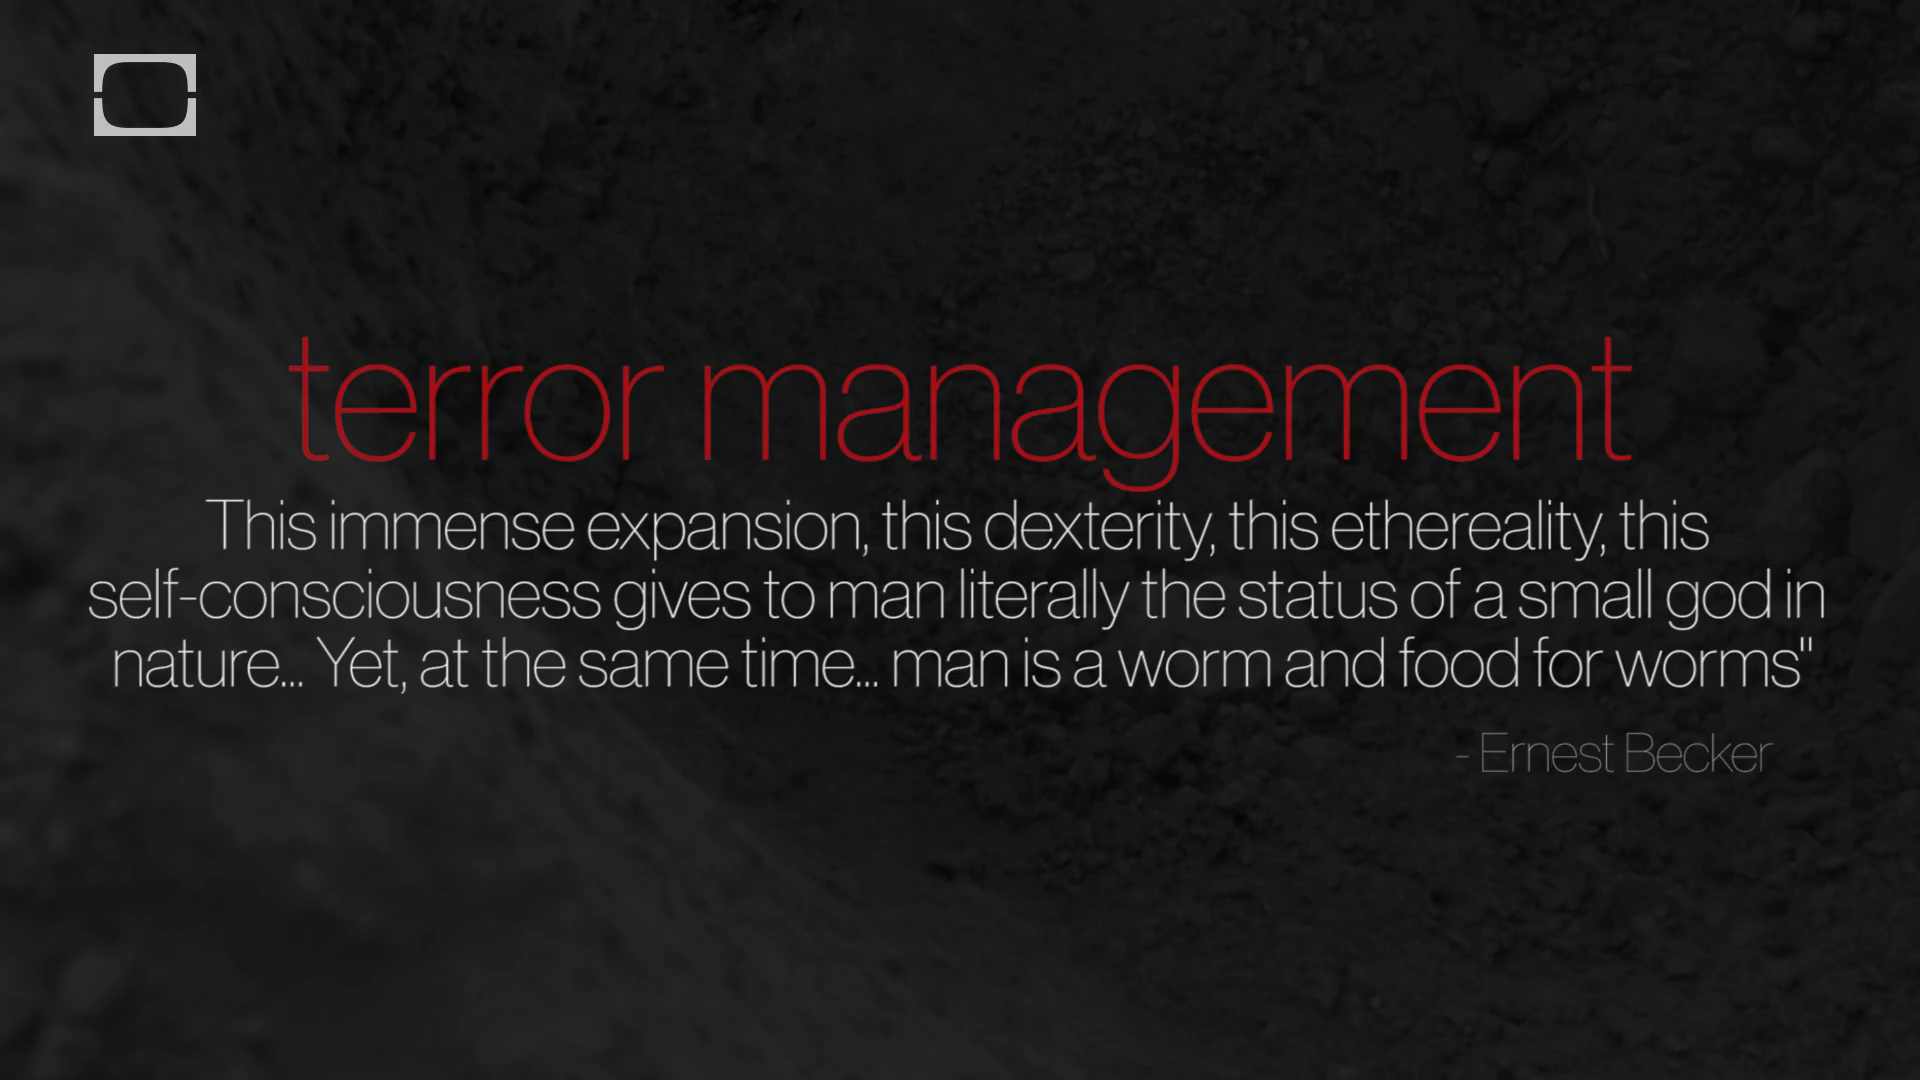 terror management
This immense expansion, this dexterity, this ethereality, this
self-consciousness gives to man literally the status of a small god in
nature... Yet, at the same time... man is a worm and food for worms"
- Ernest Becker